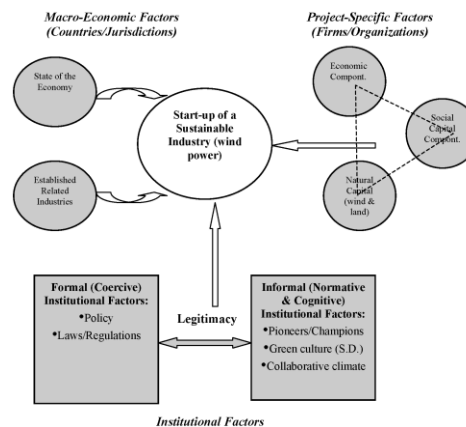 Macro-Economic Factors
(Countries/Jurisdictions)
Project-Specific Factors
(Firms/Organizations)
State of the
Economy
Established
Related
Industries
Start-up of a
Sustainable
Industry (wind
power)
Economic
Compont.
Social
Capital
Compont.
Natural
Capital
(wind &
land)
Formal (Coercive)
Institutional Factors:
•Policy
•Laws/Regulations
Legitimacy
Informal (Normative
& Cognitive)
Institutional Factors:
•Pioneers/Champions
•Green culture (S.D.)
•Collaborative climate
Institutional Factors